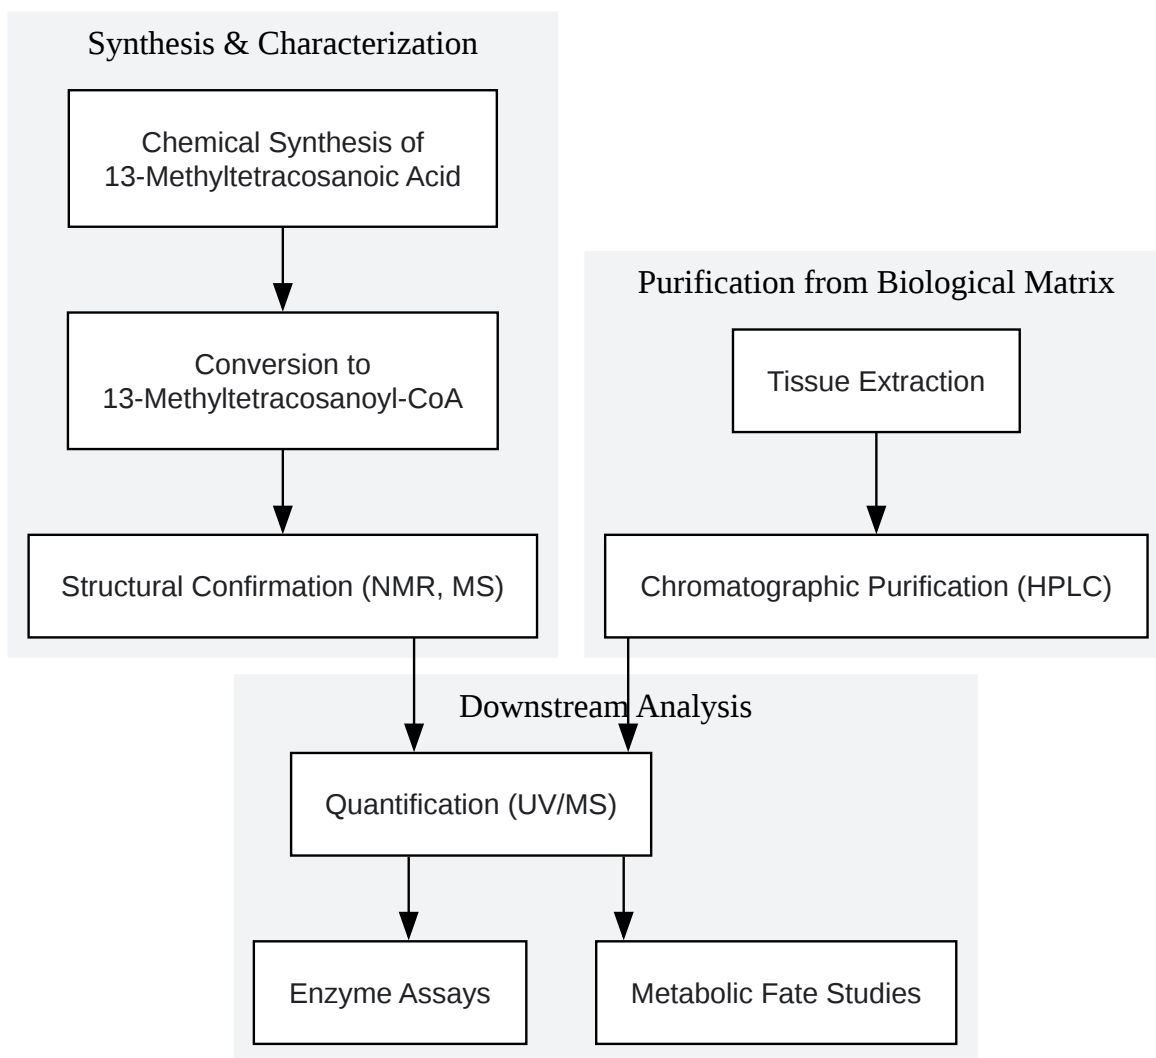 Synthesis & Characterization
Chemical Synthesis of
13-Methyltetracosanoic Acid
Conversion to
13-Methyltetracosanoyl-CoA
Structural Confirmation (NMR, MS)
Purification from Biological Matrix
Tissue Extraction
Chromatographic Purification (HPLC)
Downstream Analysis
Quantification (UV/MS)
Enzyme Assays
Metabolic Fate Studies